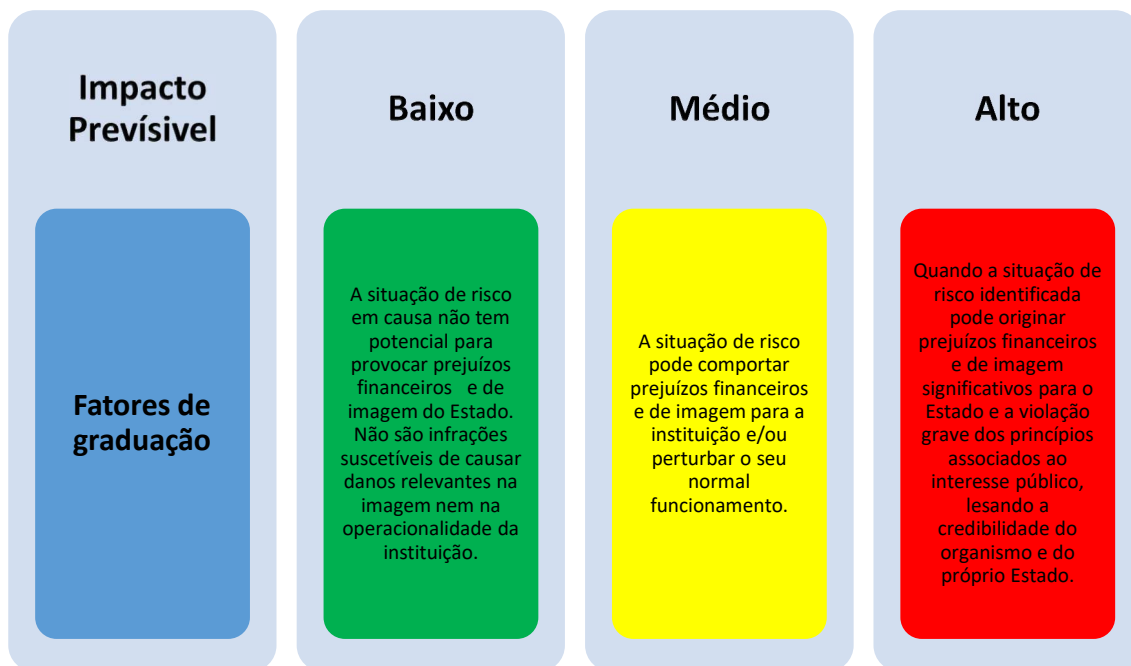 Impacto
Prevísivel
Baixo
Médio
Alto
Fatores de
graduação
A situação de risco
em causa não tem
potencial para
provocar prejuízos
financeiros   e de
imagem do Estado.
Não são infrações
suscetíveis de causar
danos relevantes na
imagem nem na
operacionalidade da
instituição.
A situação de risco
pode comportar
prejuízos financeiros
e de imagem para a
instituição e/ou
perturbar o seu
normal
funcionamento.
Quando a situação de
risco identificada
pode originar
prejuízos financeiros
e de imagem
significativos para o
Estado e a violação
grave dos princípios
associados ao
interesse público,
lesando a
credibilidade do
organismo e do
próprio Estado.